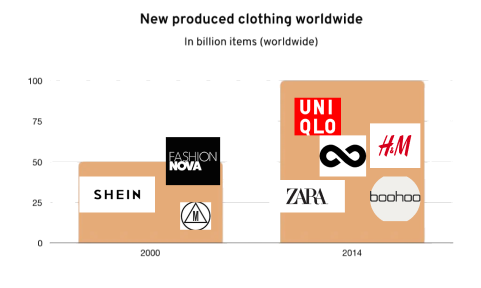 New produced clothing worldwide
In billion items (worldwide)
100
75
50
25
0
FASHION
NOVA
SHEIN
M
UNI
QLO
H&M
ZARA
boohoo
2000
2014